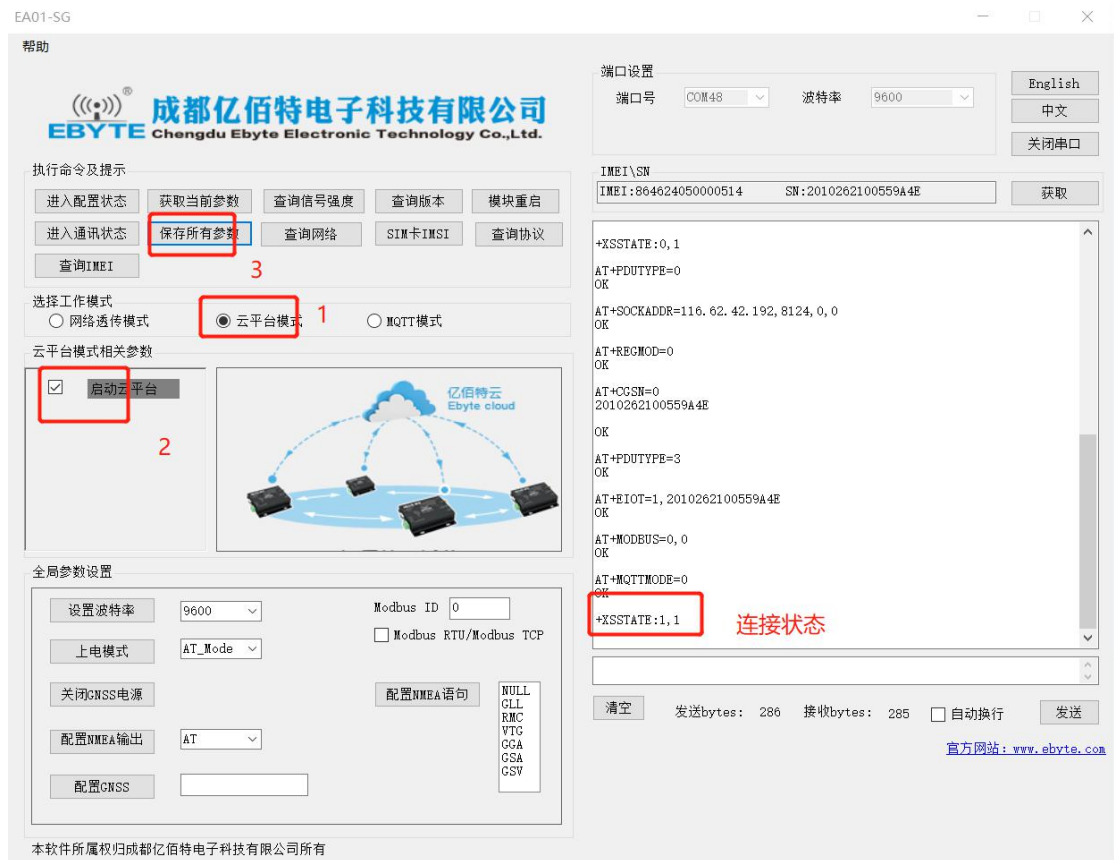 EA01-SG
帮助
EBYTE
®
成都亿佰特电子科技有限公司
Chengdu Ebyte Electronic Technology Co.,Ltd.
端口设置
端口号 COM48 波特率 9600
English
中文
关闭串口
执行命令及提示
进入配置状态 获取当前参数 查询信号强度 查询版本 模块重启
进入通讯状态 保存所有参数 查询网络 SIM卡IMSI 查询协议
查询IMEI
3
IMEI\SN
IMEI:864624050000514 SN:2010262100559A4E
获取
选择工作模式
网络透传模式 云平台模式 1 MQTT模式
云平台模式相关参数
启动云平台
2
亿佰特云
Ebyte cloud
+XSSTATE:0,1
AT+PDUTYPE=0
OK
AT+SOCKADDR=116.62.42.192,8124,0,0
OK
AT+REGMOD=0
OK
AT+CGSN=0
2010262100559A4E
OK
AT+PDUTYPE=3
OK
AT+EIOT=1,2010262100559A4E
OK
AT+MODBUS=0,0
OK
AT+MQTTMODE=0
OK
+XSSTATE:1,1
连接状态
全局参数设置
设置波特率 9600 Modbus ID 0
Modbus RTU/Modbus TCP
上电模式 AT_Mode
关闭GNSS电源 配置NMEA语句
NULL
GLL
RMC
VTG
GGA
GSA
GSV
配置NMEA输出 AT
配置GNSS
清空 发送bytes: 286 接收bytes: 285 自动换行 发送
官方网站：www.ebyte.com
本软件所属权归成都亿佰特电子科技有限公司所有